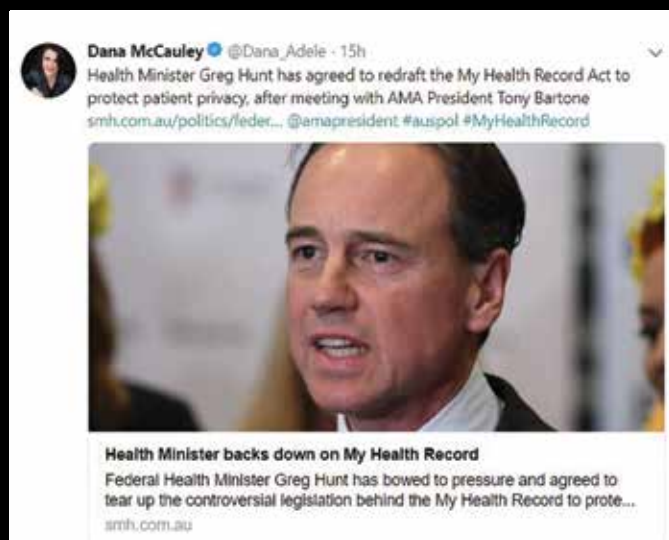 Dana McCauley @Dana_Adele · 15h
Health Minister Greg Hunt has agreed to redraft the My Health Record Act to
protect patient privacy, after meeting with AMA President Tony Bartone
smh.com.au/politics/feder... @amapresident #auspol #MyHealthRecord
Health Minister backs down on My Health Record
Federal Health Minister Greg Hunt has bowed to pressure and agreed to
tear up the controversial legislation behind the My Health Record to prote...
smh.com.au